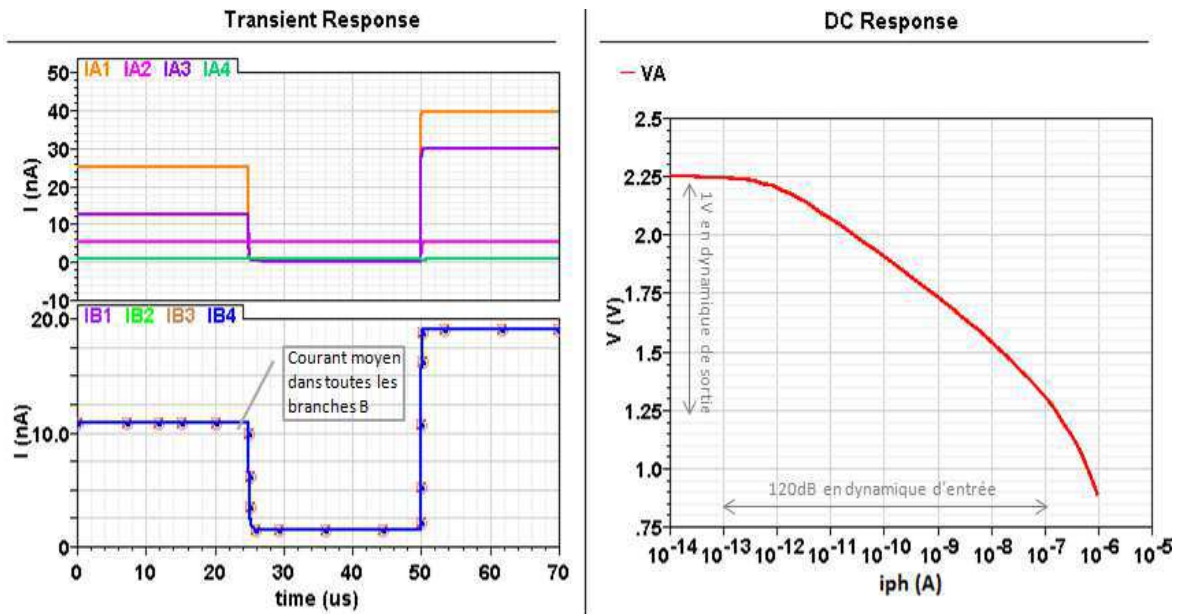 Transient Response
IA1 IA2 IA3 IA4
50
40
30
20
10
0
-10
I (nA)
IB1 IB2 IB3 IB4
20.0
10.0
0
I (nA)
Courant moyen
dans toutes les
branches B
0 10 20 30 40 50 60 70
time (us)
DC Response
VA
2.5
2.25
2.0
1.75
1.5
1.25
1.0
.75
V (V)
1V en dynamique de sortie
120dB en dynamique d'entrée
10-14 10-13 10-12 10-11 10-10 10-9 10-8 10-7 10-6 10-5
iph (A)